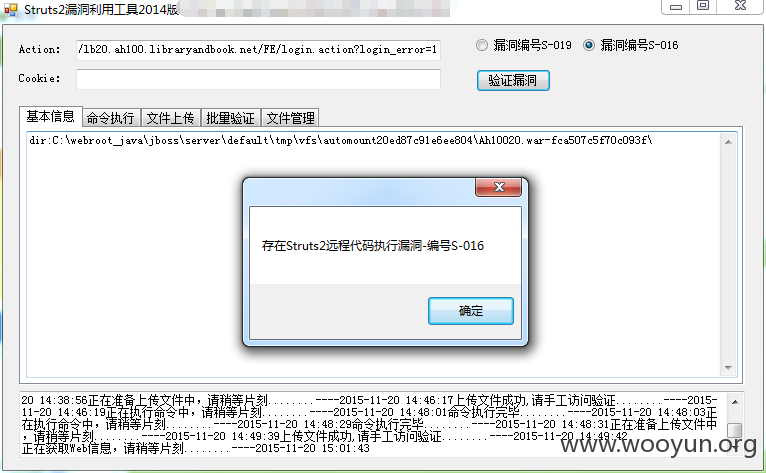 Struts2漏洞利用工具2014版
Action:
/lb20.ah100.libraryandbook.net/FE/login.action?login_error=1
漏洞编号S-019
漏洞编号S-016
Cookie:
验证漏洞
基本信息
命令执行
文件上传
批量验证
文件管理
dir:C:\webroot_java\jboss\server\default\tmp\vfs\automount20ed87c91e6ee804\Ah10020.war-fca507c5f70c093f\
存在Struts2远程代码执行漏洞-编号S-016
确定
20 14:38:56正在准备上传文件中，请稍等片刻........----2015-11-20 14:46:17上传文件成功,请手工访问验证........----2015-
11-20 14:46:19正在执行命令中，请稍等片刻........----2015-11-20 14:48:01命令执行完毕........----2015-11-20 14:48:03正
在执行命令中，请稍等片刻........----2015-11-20 14:48:29命令执行完毕........----2015-11-20 14:48:31正在准备上传文件中
，请稍等片刻........----2015-11-20 14:49:39上传文件成功,请手工访问验证........----2015-11-20 14:49:42
正在获取Web信息，请稍等片刻........----2015-11-20 15:01:43
www.wooyun.org